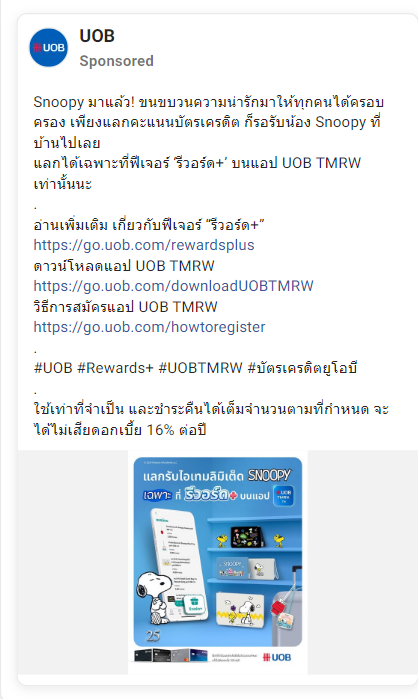 UOB
UOB
Sponsored
Snoopy มาแล้ว! ขนขบวนความน่ารักมาให้ทุกคนได้ครอบ
ครอง เพียงแลกคะแนนบัตรเครดิต ก็รอรับน้อง Snoopy ที่
บ้านไปเลย
แลกได้เฉพาะที่ฟีเจอร์ ‘รีวอร์ด+’ บนแอป UOB TMRW
เท่านั้นนะ
.
อ่านเพิ่มเติม เกี่ยวกับฟีเจอร์ “รีวอร์ด+”
https://go.uob.com/rewardsplus
ดาวน์โหลดแอป UOB TMRW
https://go.uob.com/downloadUOBTMRW
วิธีการสมัครแอป UOB TMRW
https://go.uob.com/howtoregister
.
#UOB #Rewards+ #UOBTMRW #บัตรเครดิตยูโอบี
.
ใช้เท่าที่จำเป็น และชำระคืนได้เต็มจำนวนตามที่กำหนด จะ
ได้ไม่เสียดอกเบี้ย 16% ต่อปี
แลกรับไอเทมลิมิเต็ด SNOOPY
เฉพาะ ที่ รีวอร์ด+ บนแอป UOB TMRW
25
UOB